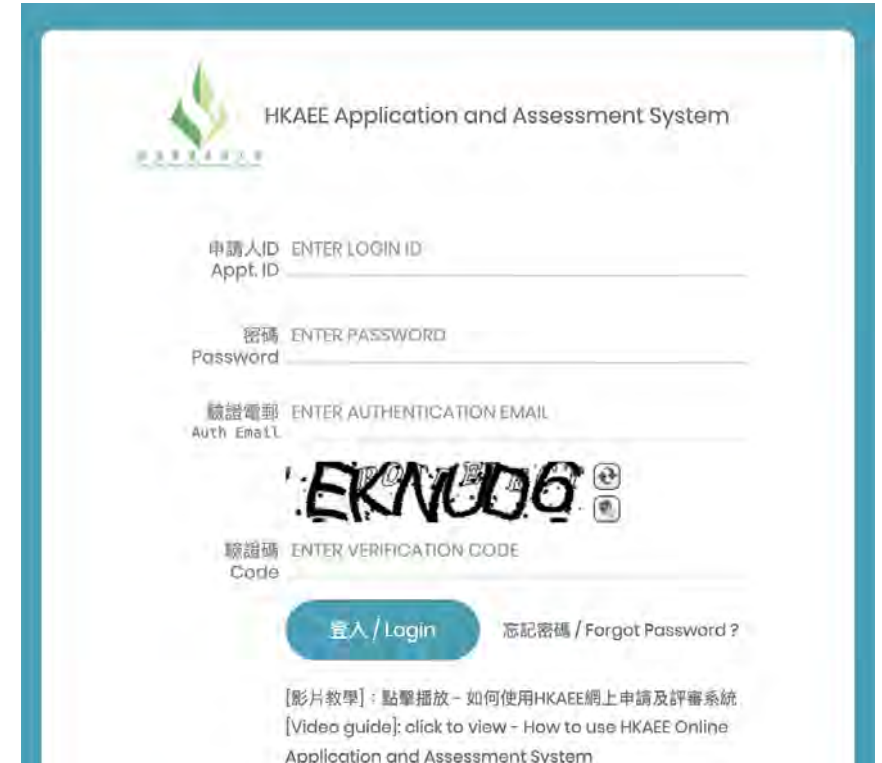 HKAEE Application and Assessment System
申請人ID ENTER LOGIN ID
Appt. ID
密碼 ENTER PASSWORD
Password
驗證電郵 ENTER AUTHENTICATION EMAIL
Auth Email
驗證碼 ENTER VERIFICATION CODE
Code
登入 / Login 忘記密碼 / Forgot Password ?
[影片教學]：點擊播放 - 如何使用HKAEE網上申請及評審系統
[Video guide]: click to view - How to use HKAEE Online
Application and Assessment System